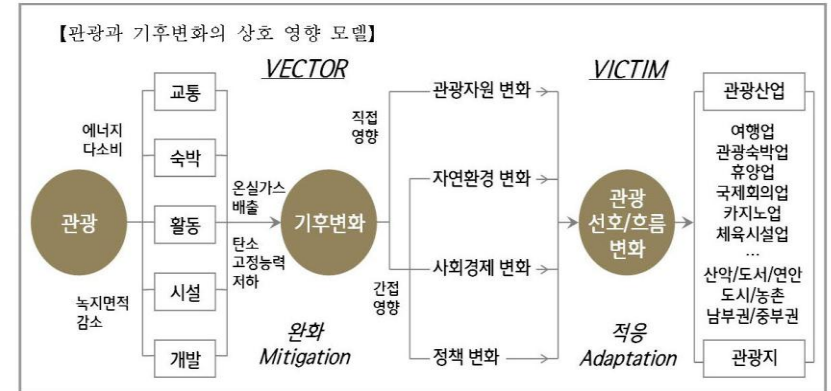 【관광과 기후변화의 상호 영향 모델】
VECTOR
VICTIM
에너지
다소비
녹지면적
감소
관광
교통
숙박
활동
시설
개발
온실가스
배출
탄소
고정능력
저하
기후변화
완화
Mitigation
직접
영향
간접
영향
관광자원 변화
자연환경 변화
사회경제 변화
정책 변화
관광
선호/흐름
변화
적응
Adaptation
관광산업
여행업
관광숙박업
휴양업
국제회의업
카지노업
체육시설업
...
산악/도서/연안
도시/농촌
남부권/중부권
관광지